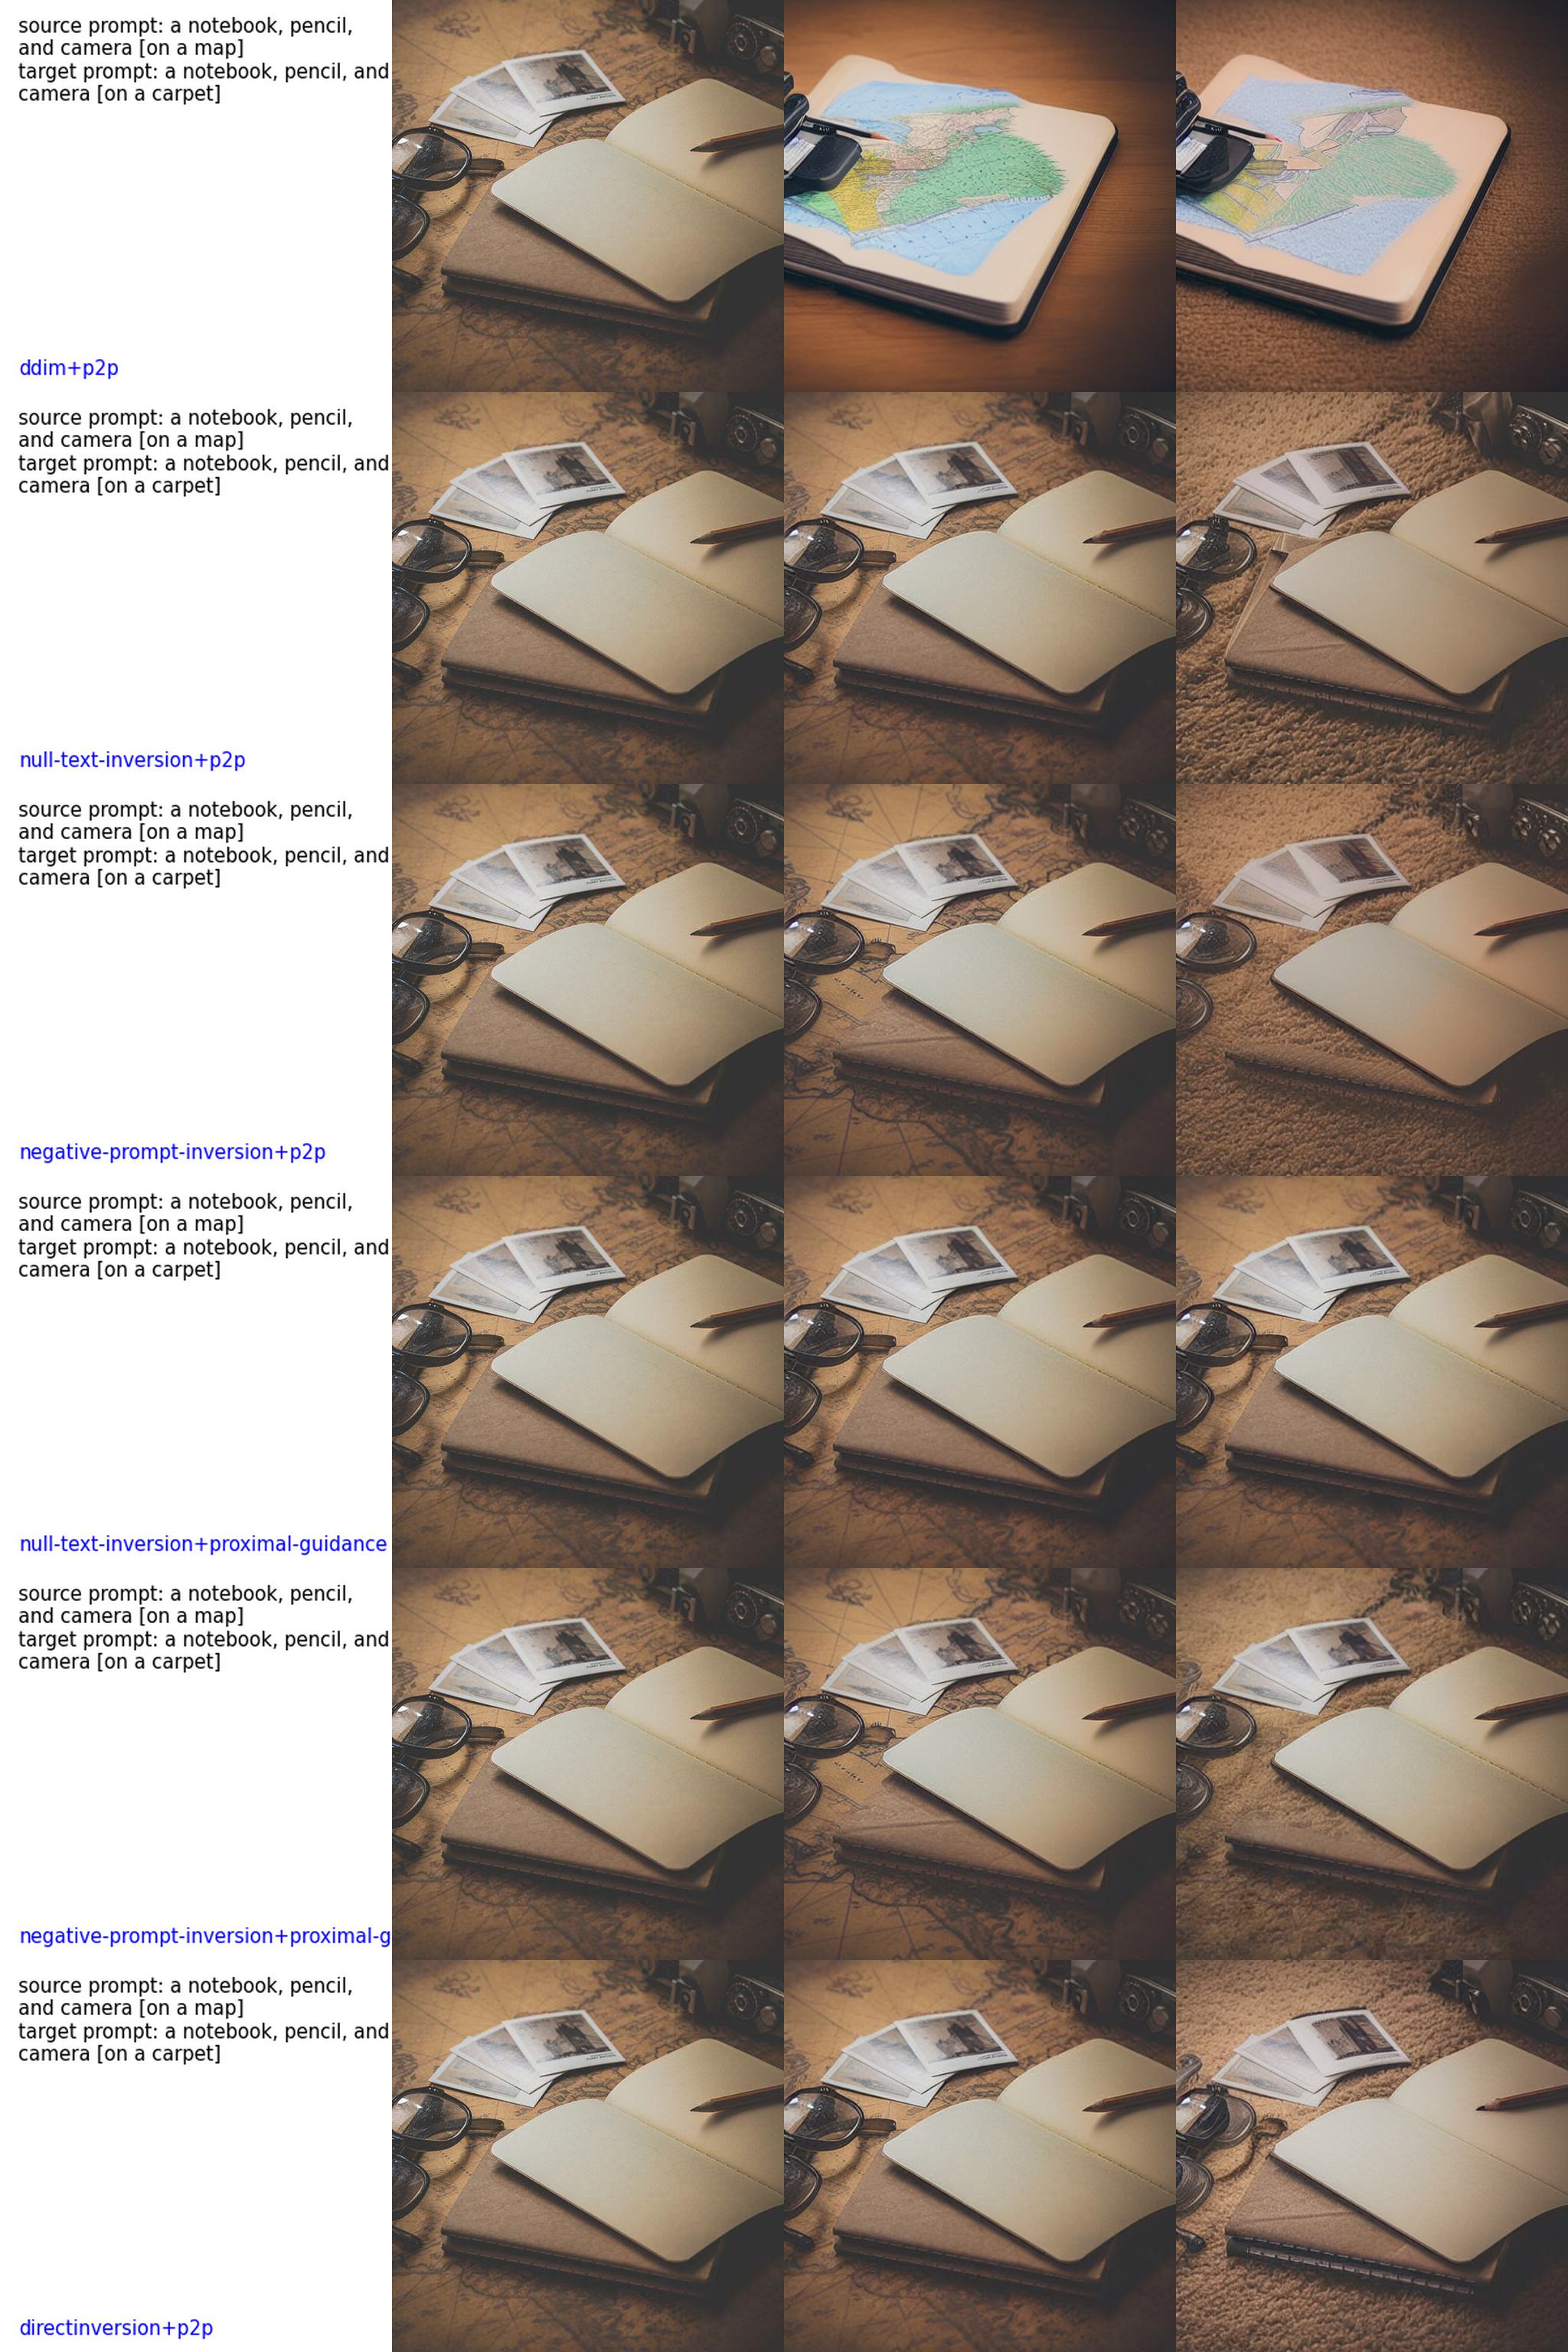 source prompt: a notebook, pencil,
and camera [on a map]
target prompt: a notebook, pencil, and
camera [on a carpet]
ddim+p2p
source prompt: a notebook, pencil,
and camera [on a map]
target prompt: a notebook, pencil, and
camera [on a carpet]
null-text-inversion+p2p
source prompt: a notebook, pencil,
and camera [on a map]
target prompt: a notebook, pencil, and
camera [on a carpet]
negative-prompt-inversion+p2p
source prompt: a notebook, pencil,
and camera [on a map]
target prompt: a notebook, pencil, and
camera [on a carpet]
null-text-inversion+proximal-guidance
source prompt: a notebook, pencil,
and camera [on a map]
target prompt: a notebook, pencil, and
camera [on a carpet]
negative-prompt-inversion+proximal-g
source prompt: a notebook, pencil,
and camera [on a map]
target prompt: a notebook, pencil, and
camera [on a carpet]
directinversion+p2p